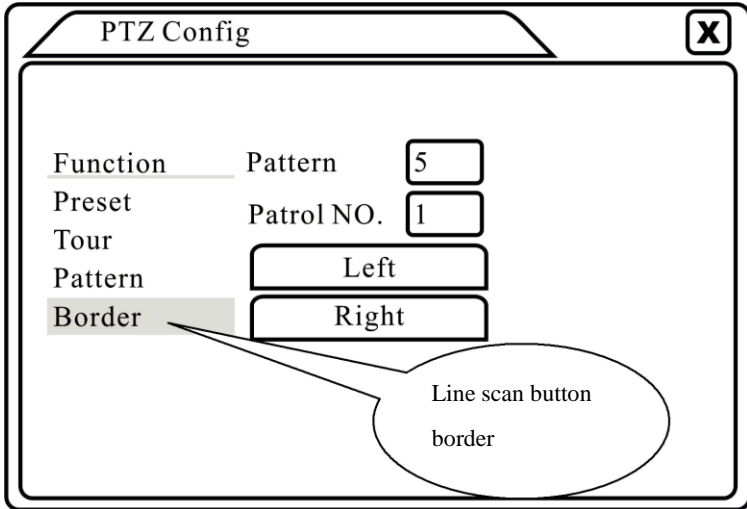 PTZ Config
X
Function
Pattern 5
Preset
Patrol NO. 1
Tour
Left
Pattern
Border
Right
Line scan button
border